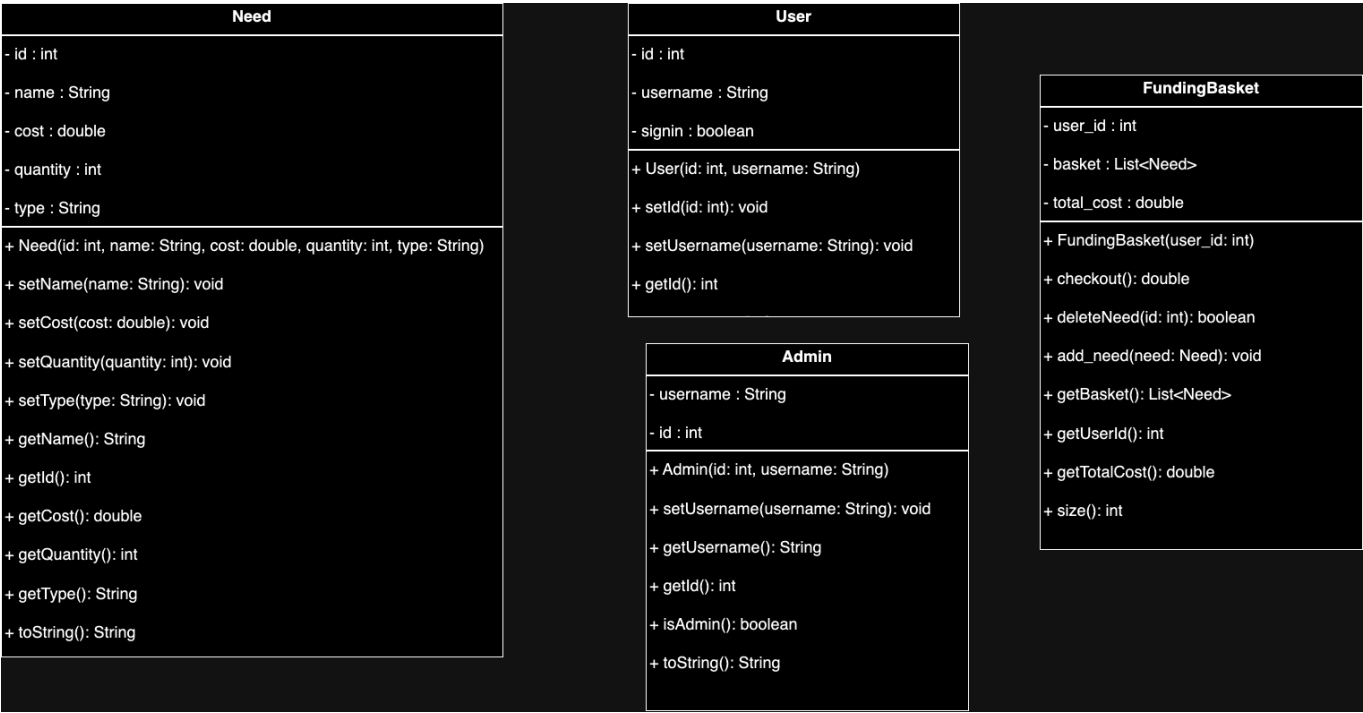 Need
- id : int
- name : String
- cost : double
- quantity : int
- type : String
+ Need(id: int, name: String, cost: double, quantity: int, type: String)
+ setName(name: String): void
+ setCost(cost: double): void
+ setQuantity(quantity: int): void
+ setType(type: String): void
+ getName(): String
+ getId(): int
+ getCost(): double
+ getQuantity(): int
+ getType(): String
+ toString(): String
User
- id : int
- username : String
- signin : boolean
+ User(id: int, username: String)
+ setId(id: int): void
+ setUsername(username: String): void
+ getId(): int
Admin
- username : String
- id : int
+ Admin(id: int, username: String)
+ setUsername(username: String): void
+ getUsername(): String
+ getId(): int
+ isAdmin(): boolean
+ toString(): String
FundingBasket
- user_id : int
- basket : List<Need>
- total_cost : double
+ FundingBasket(user_id: int)
+ checkout(): double
+ deleteNeed(id: int): boolean
+ add_need(need: Need): void
+ getBasket(): List<Need>
+ getUserId(): int
+ getTotalCost(): double
+ size(): int